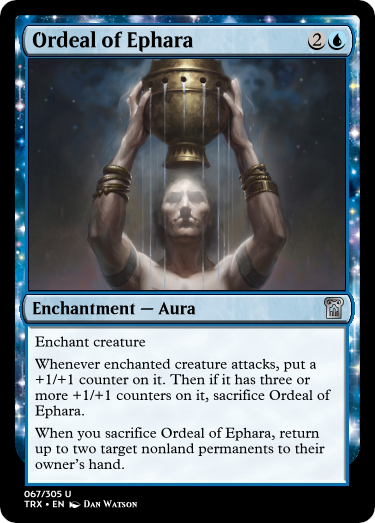 Ordeal of Ephara 2
Enchantment — Aura
Enchant creature
Whenever enchanted creature attacks, put a
+1/+1 counter on it. Then if it has three or
more +1/+1 counters on it, sacrifice Ordeal of
Ephara.
When you sacrifice Ordeal of Ephara, return
up to two target nonland permanents to their
owner's hand.
067/305 U
TRX • EN Dan Watson